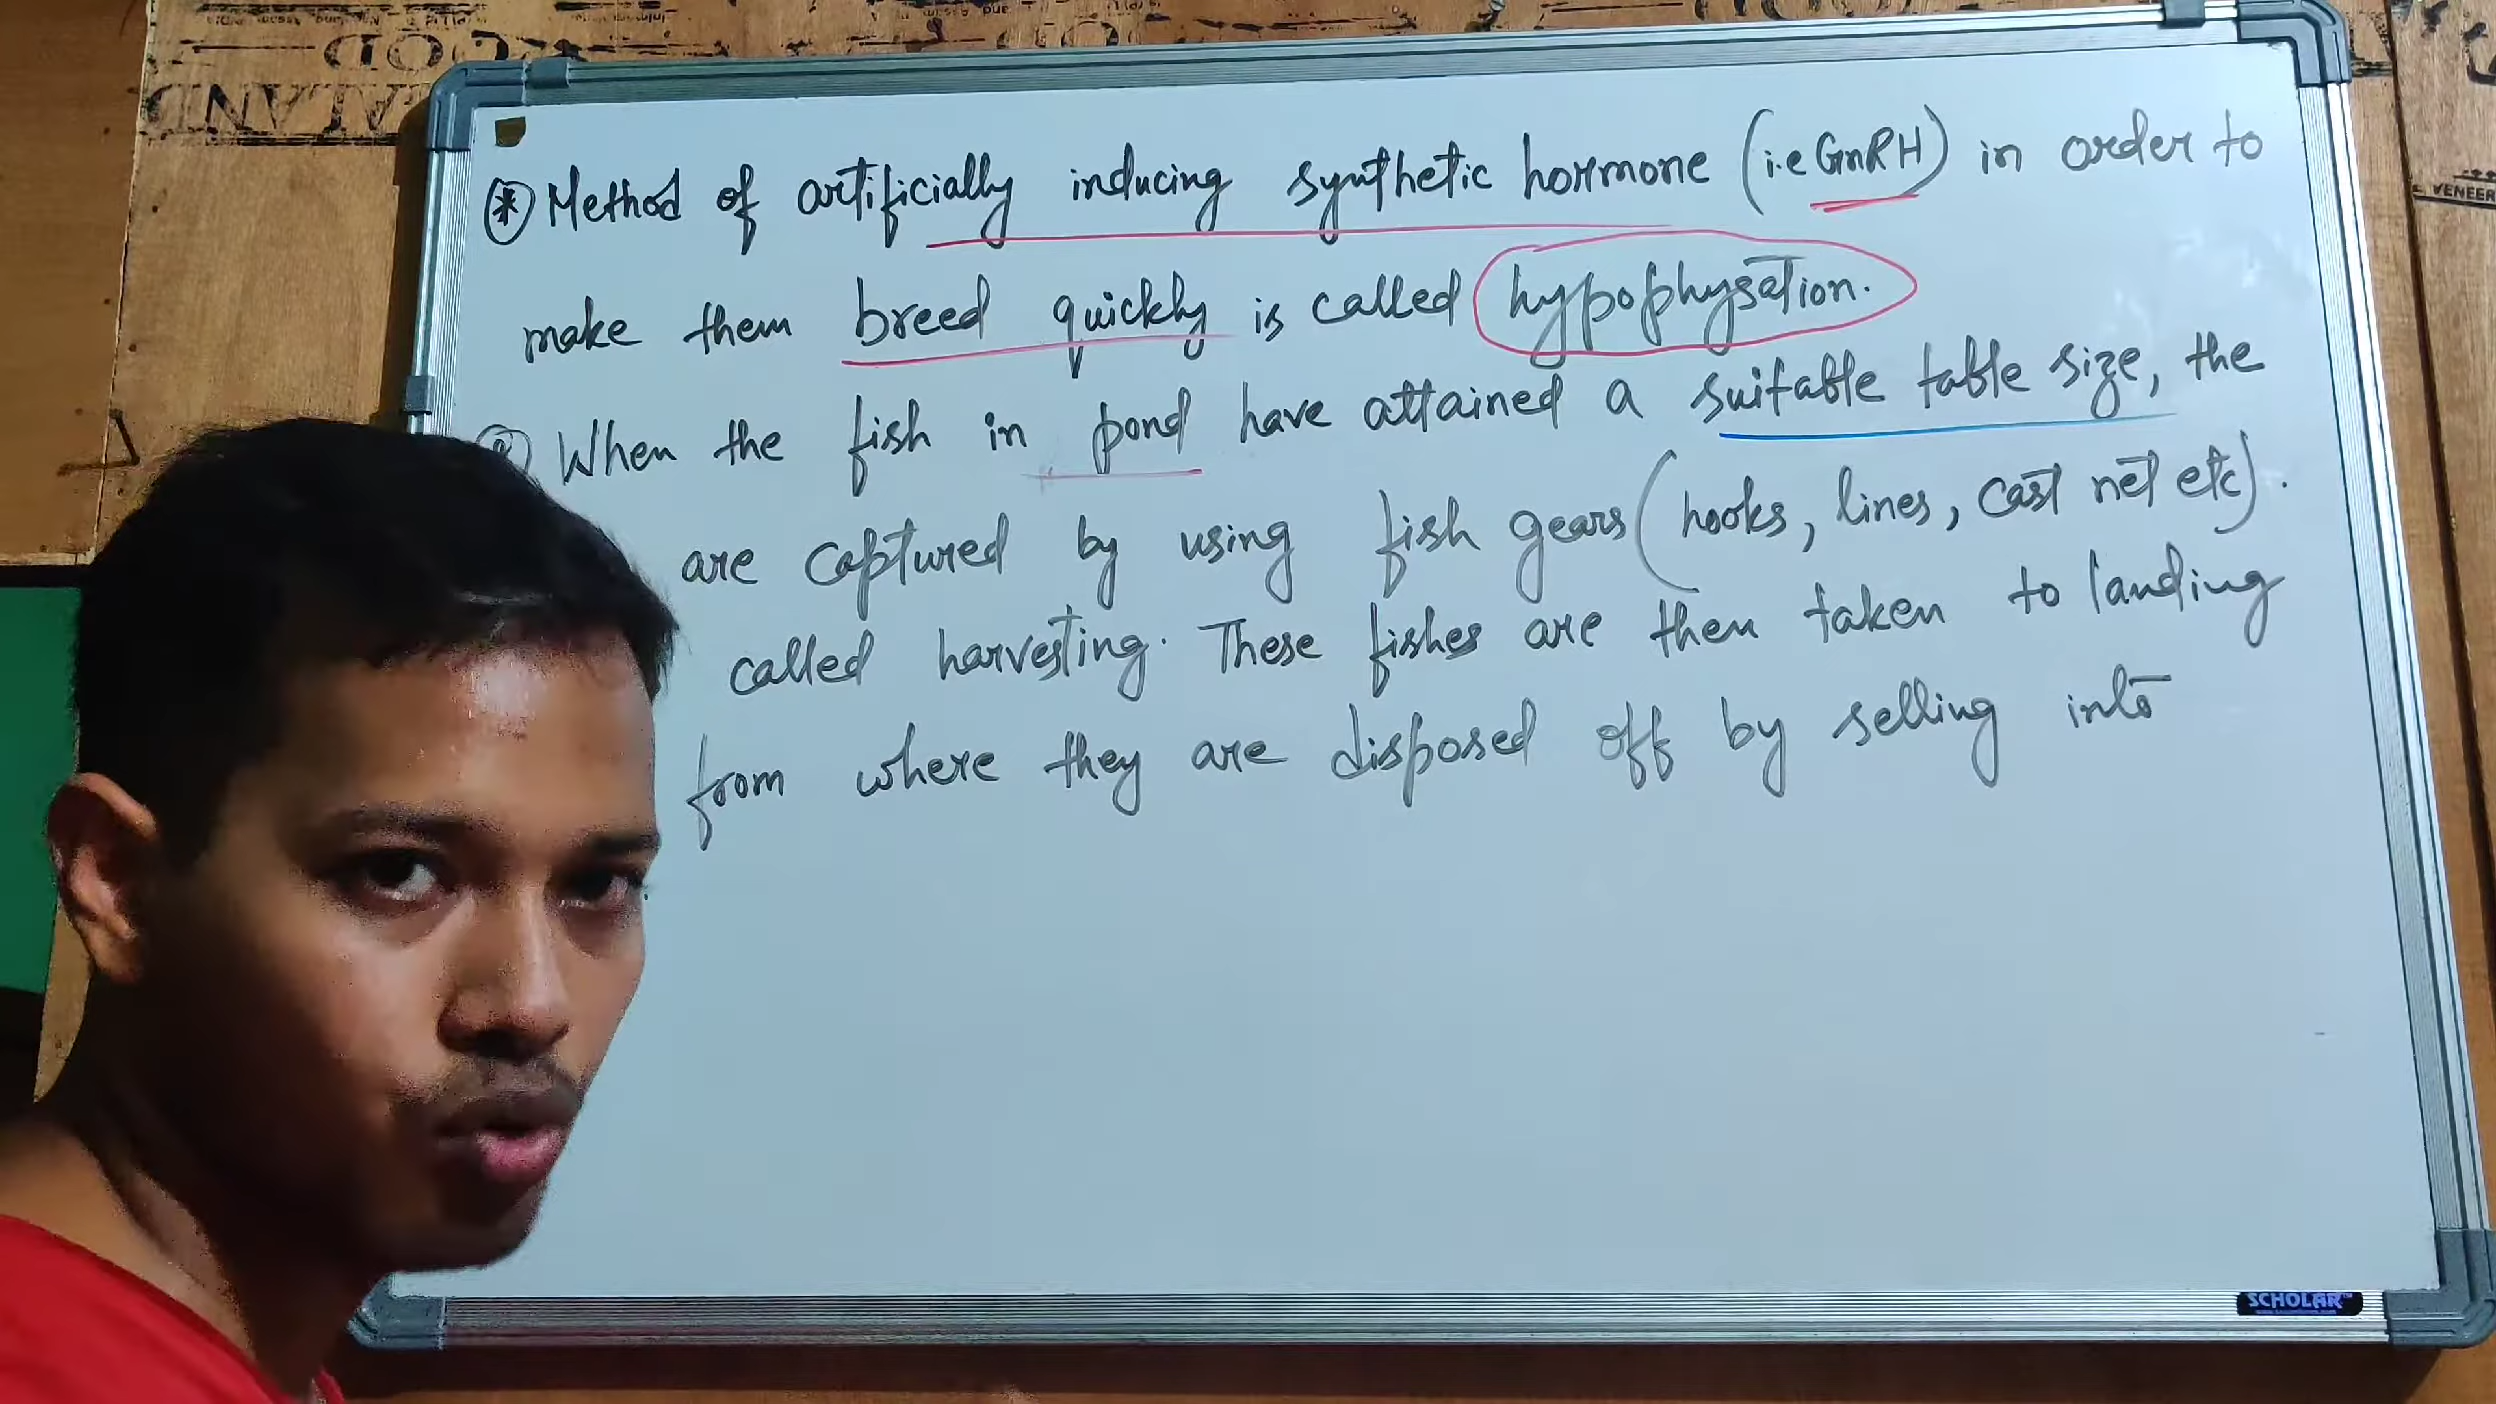 Method of artificially inducing synthetic hormone (i.e GnRH) in order to
make them breed quickly is called hypophysation.
When the fish in pond have attained a suitable table size, the
are captured by using fish gears (hooks, lines, cast net etc).
called harvesting. These fishes are then taken to landing
from where they are disposed off by selling into
SCHOLAR
VENEER